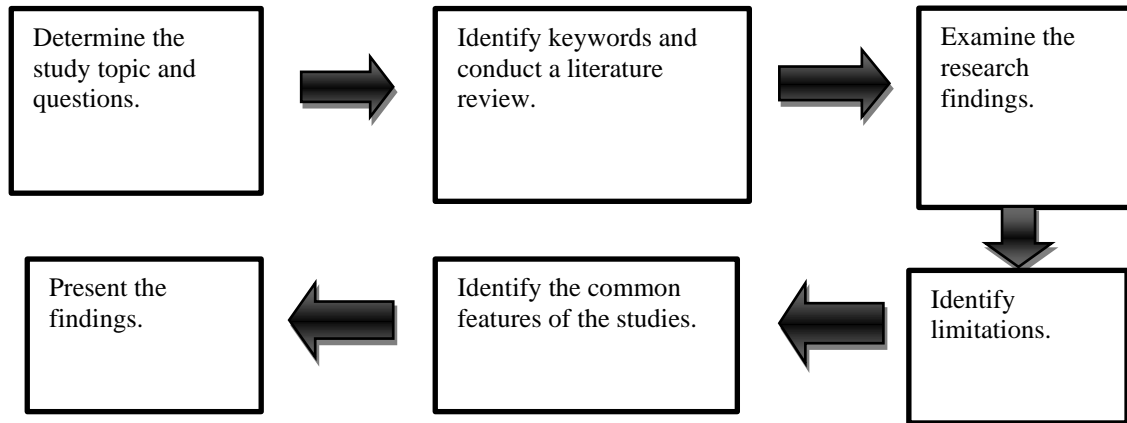 Determine the
study topic and
questions.
Identify keywords and
conduct a literature
review.
Examine the
research
findings.
Identify
limitations.
Identify the common
features of the studies.
Present the
findings.